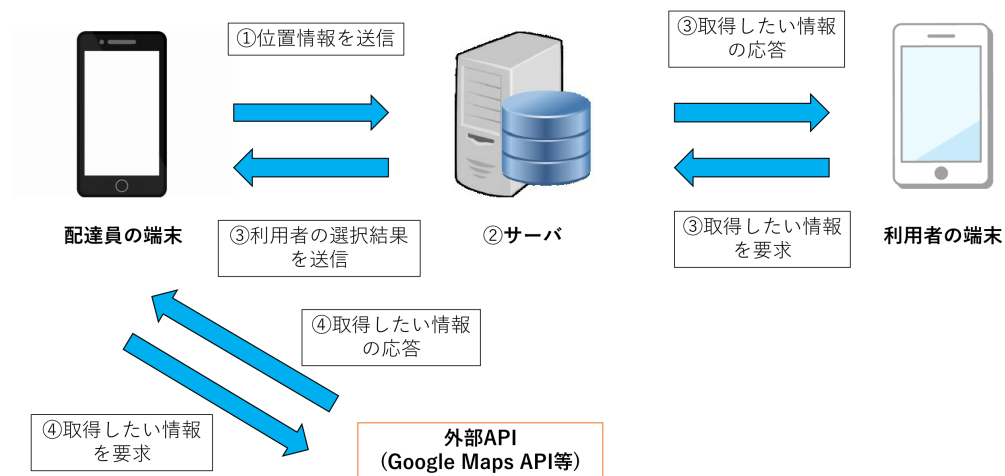 ①位置情報を送信
③取得したい情報
の応答
配達員の端末
③利用者の選択結果
を送信
②サーバ
③取得したい情報
を要求
利用者の端末
④取得したい情報
の応答
④取得したい情報
を要求
外部API
(Google Maps API等)